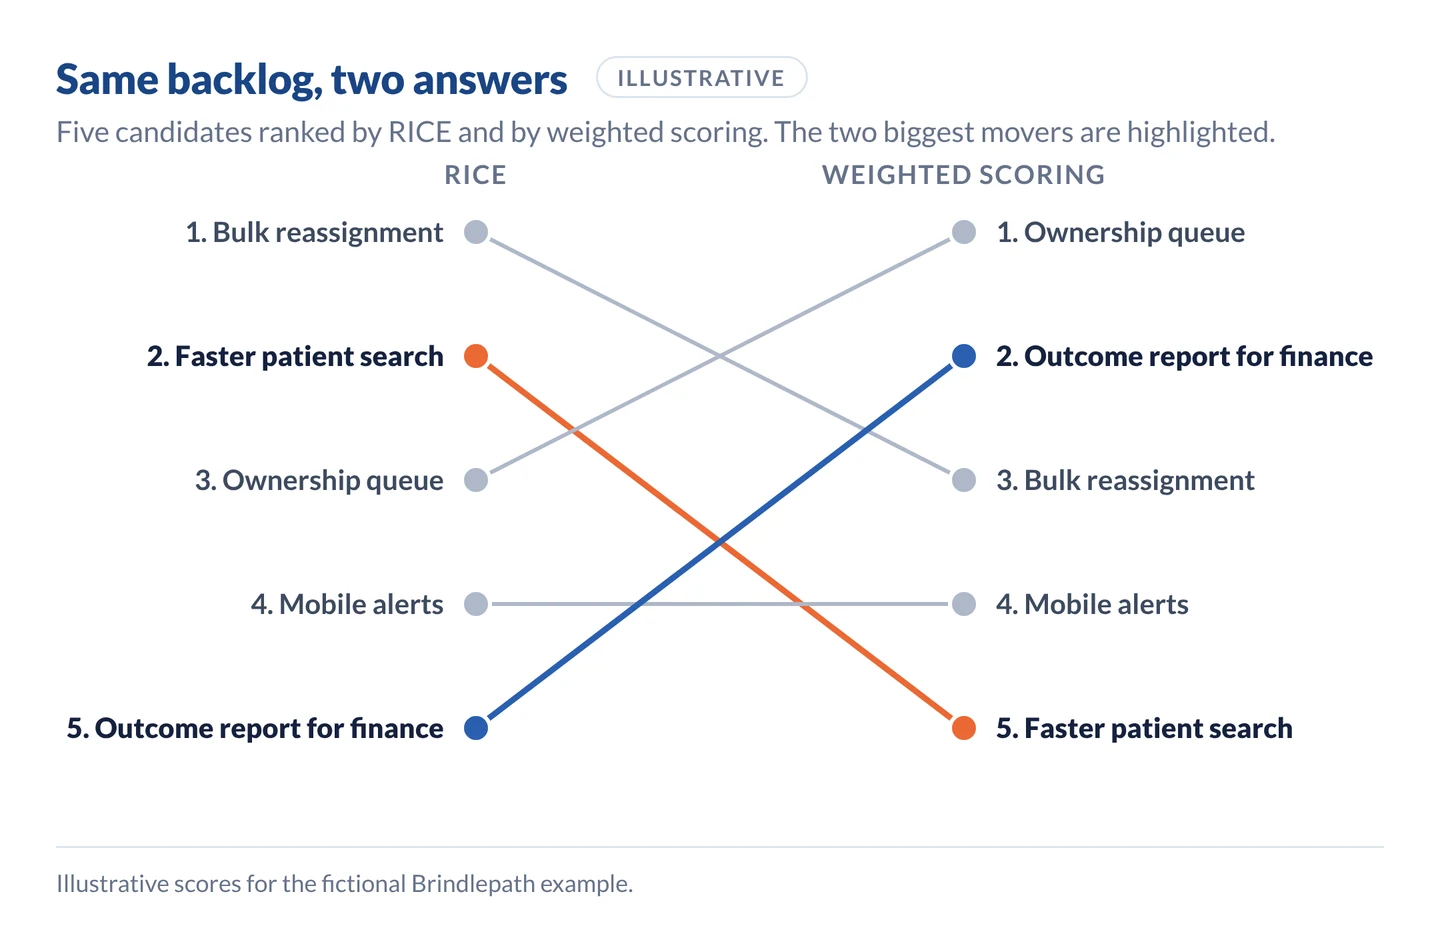 Same backlog, two answers
ILLUSTRATIVE
Five candidates ranked by RICE and by weighted scoring. The two biggest movers are highlighted.
RICE
WEIGHTED SCORING
1. Bulk reassignment
1. Ownership queue
2. Faster patient search
2. Outcome report for finance
3. Ownership queue
3. Bulk reassignment
4. Mobile alerts
4. Mobile alerts
5. Outcome report for finance
5. Faster patient search
Illustrative scores for the fictional Brindlepath example.